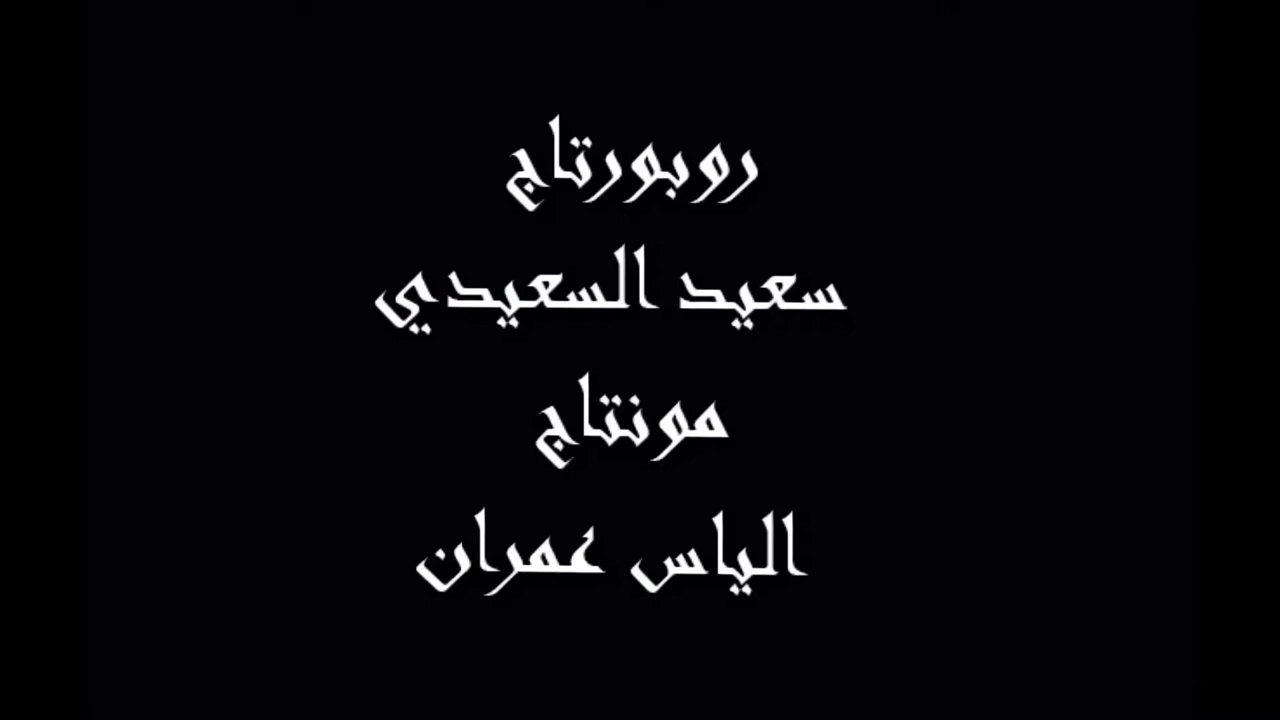 روبورتاج
سعيد السعيدي
مونتاج
الياس عمران